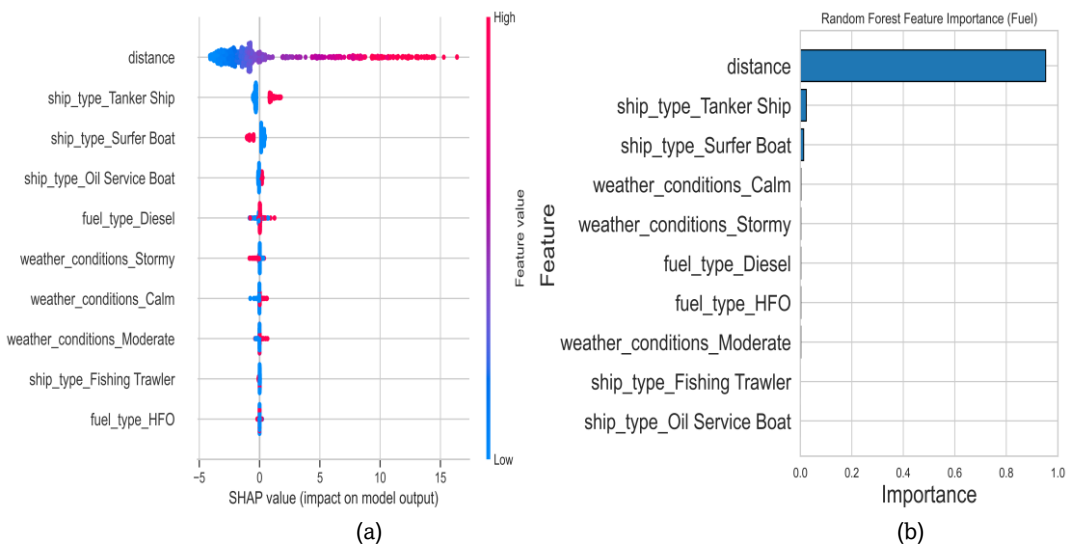 High
distance
ship_type_Tanker Ship
ship_type_Surfer Boat
ship_type_Oil Service Boat
fuel_type_Diesel
weather_conditions_Stormy
weather_conditions_Calm
weather_conditions_Moderate
ship_type_Fishing Trawler
fuel_type_HFO
Low
Feature value
−5 0 5 10 15
SHAP value (impact on model output)
(a)
Random Forest Feature Importance (Fuel)
Feature
distance
ship_type_Tanker Ship
ship_type_Surfer Boat
weather_conditions_Calm
weather_conditions_Stormy
fuel_type_Diesel
fuel_type_HFO
weather_conditions_Moderate
ship_type_Fishing Trawler
ship_type_Oil Service Boat
0.0 0.2 0.4 0.6 0.8 1.0
Importance
(b)